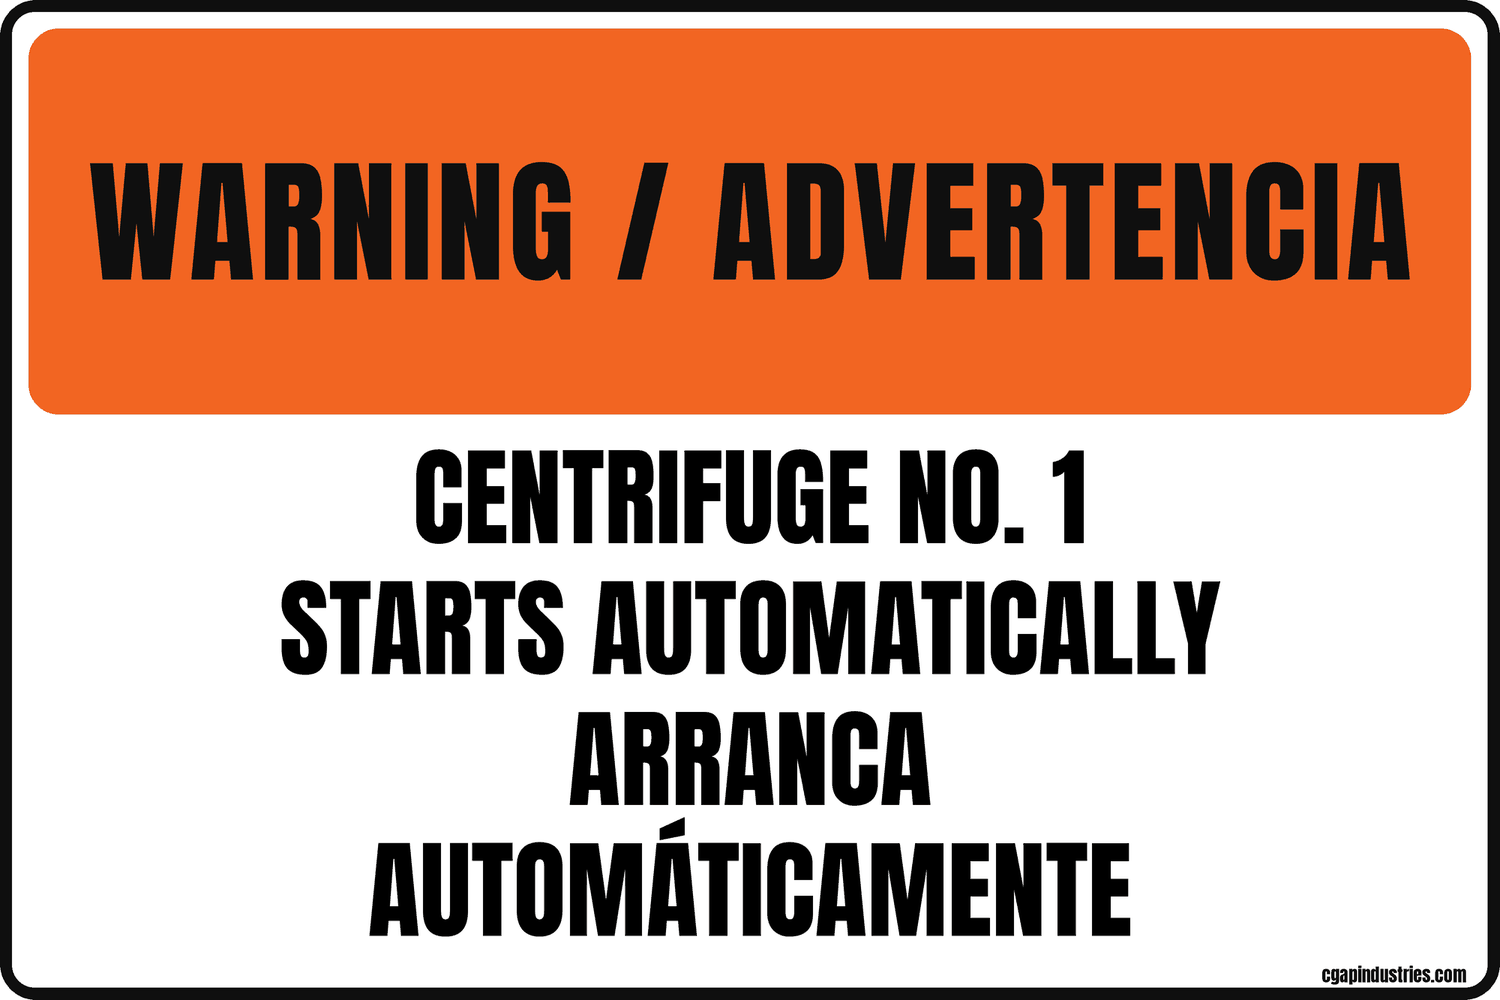 WARNING / ADVERTENCIA
CENTRIFUGE NO. 1
STARTS AUTOMATICALLY
ARRANCA
AUTOMÁTICAMENTE
cgapindustries.com